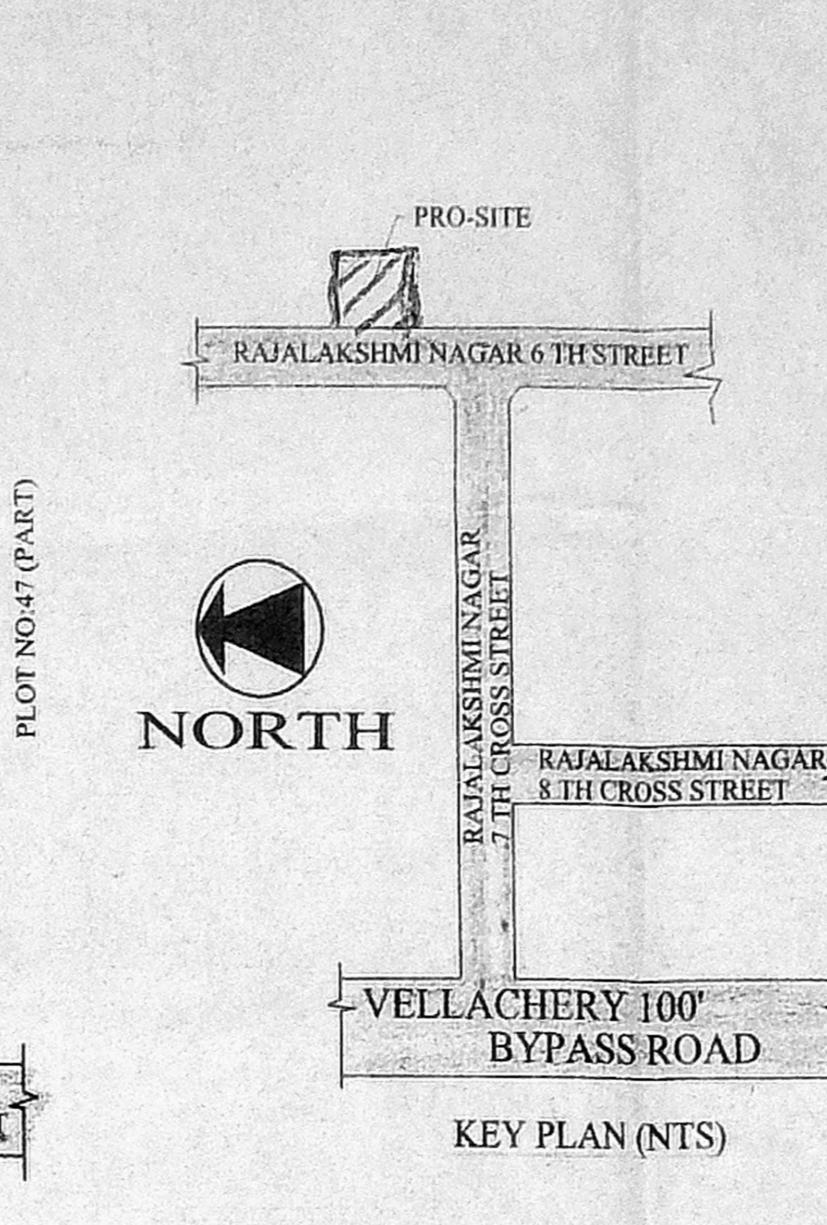 PRO-SITE
RAJALAKSHMI NAGAR 6 TH STREET
PLOT NO:47 (PART)
NORTH
RAJALAKSHMI NAGAR
7 TH CROSS STREET
RAJALAKSHMI NAGAR
8 TH CROSS STREET
VELLACHERY 100'
BYPASS ROAD
KEY PLAN (NTS)